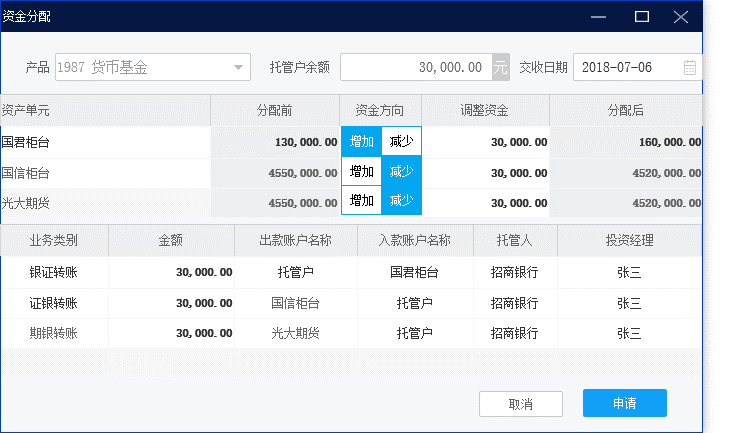 资金分配
产品 1987 货币基金 托管户余额 30,000.00 元 交收日期 2018-07-06
资产单元 分配前 资金方向 调整资金 分配后
国君柜台 130,000.00 增加 减少 30,000.00 160,000.00
国信柜台 4550,000.00 增加 减少 30,000.00 4520,000.00
光大期货 4550,000.00 增加 减少 30,000.00 4520,000.00
业务类别 金额 出款账户名称 入款账户名称 托管人 投资经理
银证转账 30,000.00 托管户 国君柜台 招商银行 张三
证银转账 30,000.00 国信柜台 托管户 招商银行 张三
期银转账 30,000.00 光大期货 托管户 招商银行 张三
取消 申请